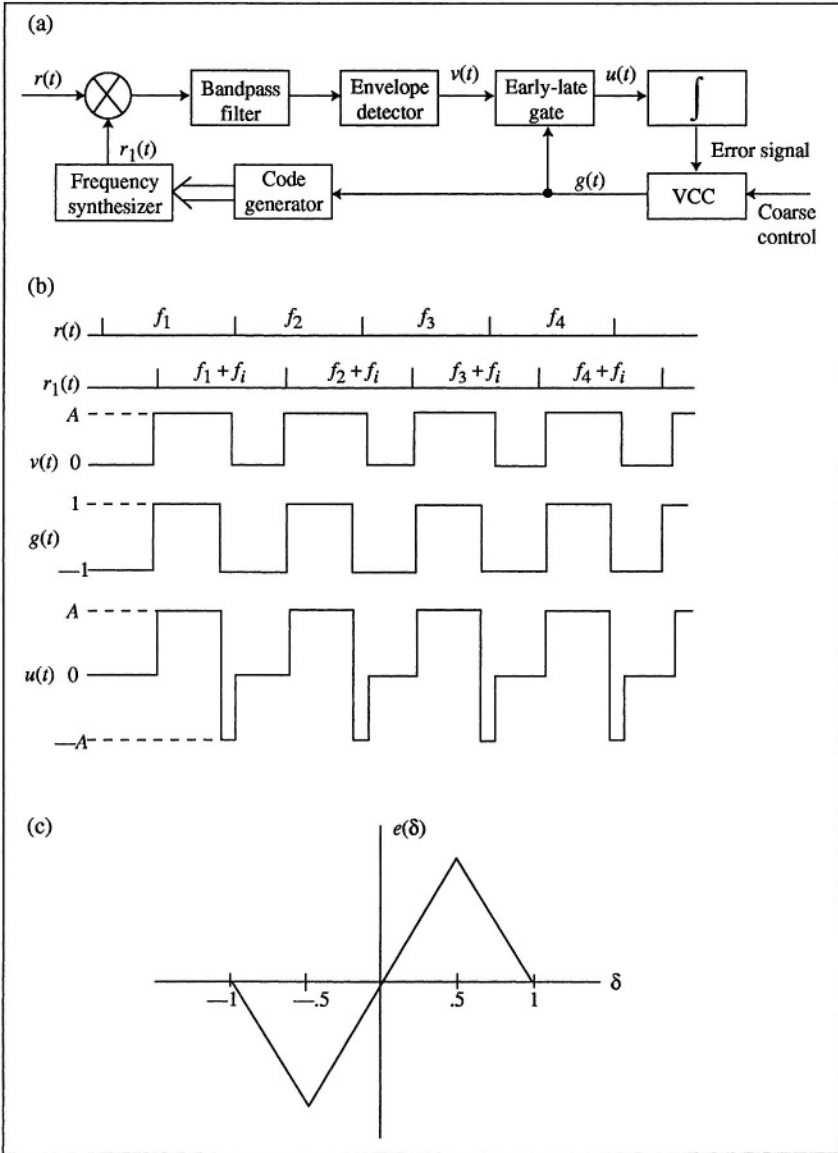 (a)
r(t)
Bandpass filter
Envelope detector
v(t)
Early-late gate
u(t)
∫
r₁(t)
Error signal
Frequency synthesizer
Code generator
g(t)
VCC
Coarse control
(b)
r(t) f₁ f₂ f₃ f₄
r₁(t) f₁ + fᵢ f₂ + fᵢ f₃ + fᵢ f₄ + fᵢ
A
v(t) 0
1
g(t)
—1
A
u(t) 0
—A
(c)
e(δ)
—1 —.5 .5 1 δ